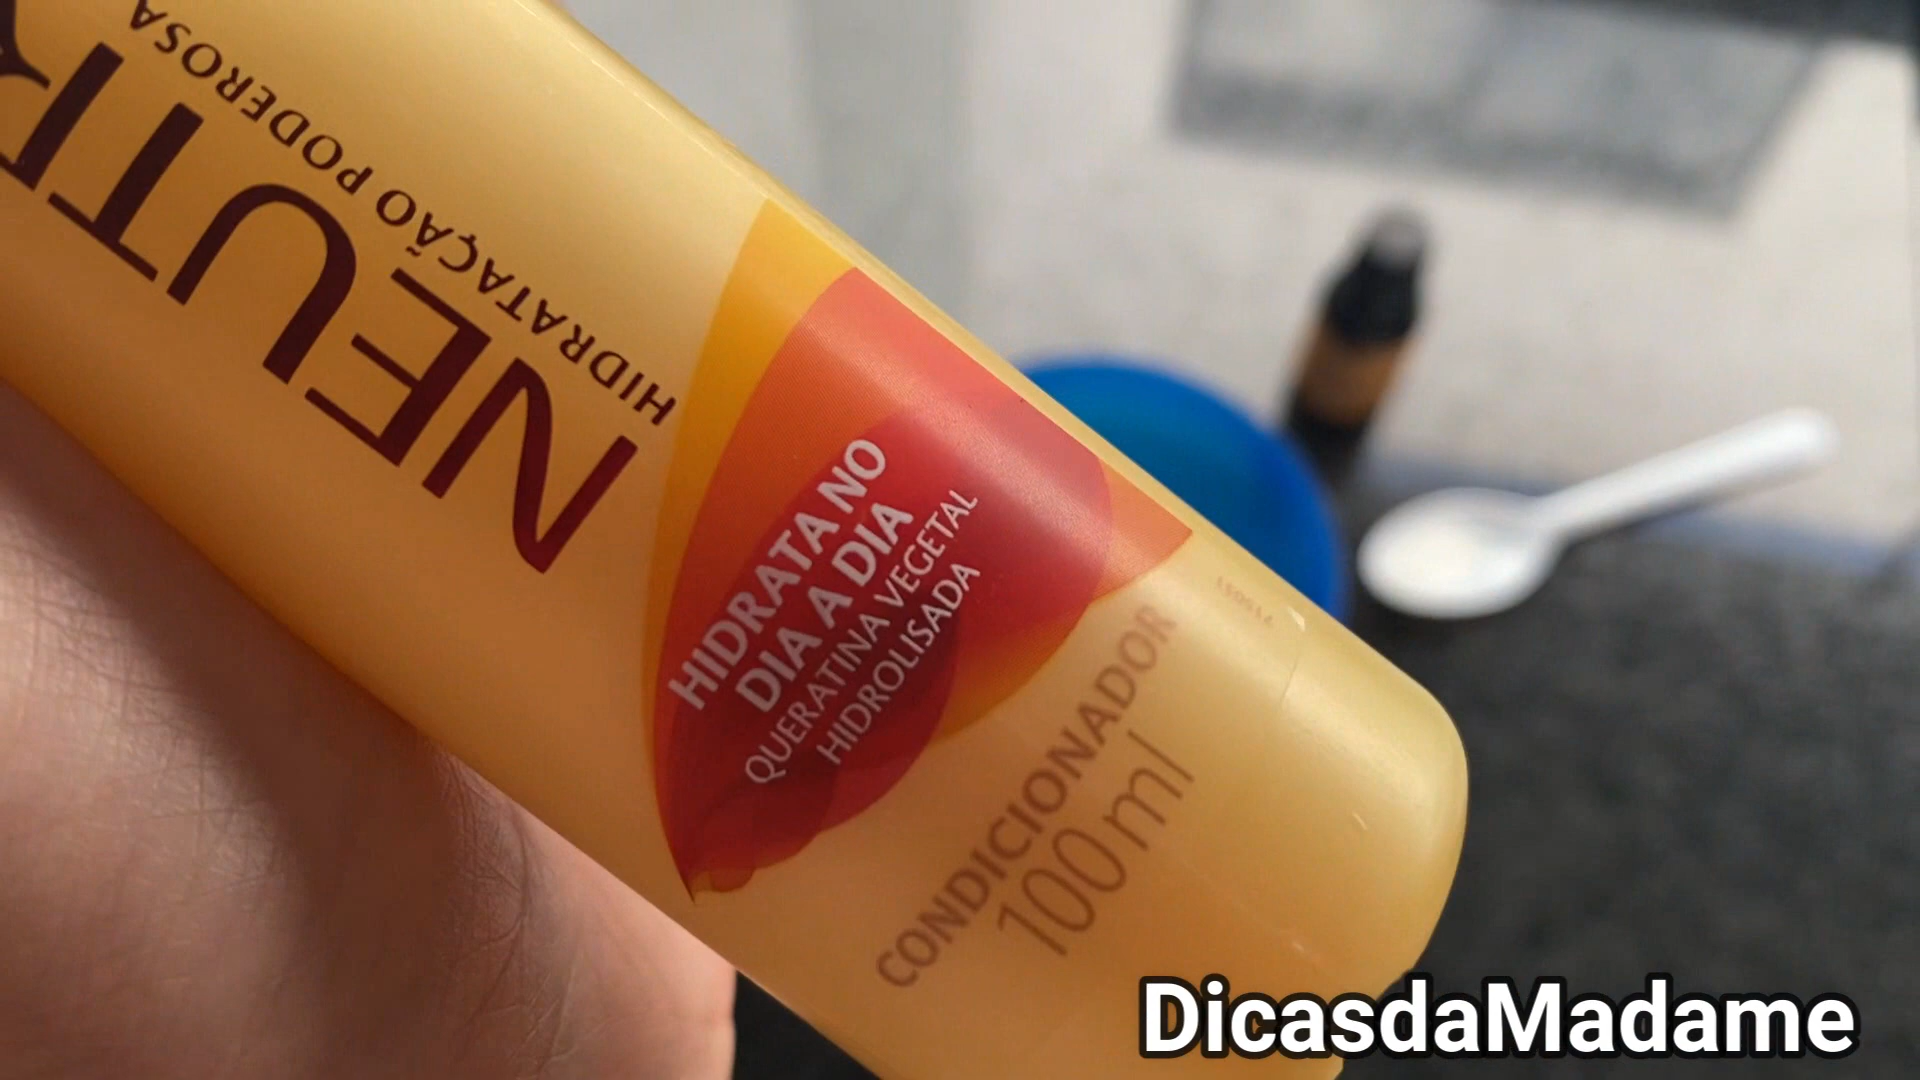 NEUTR
HIDRATAÇÃO PODEROSA
HIDRATA NO
DIA A DIA
QUERATINA VEGETAL
HIDROLISADA
CONDICIONADOR
100ml
DicasdaMadame